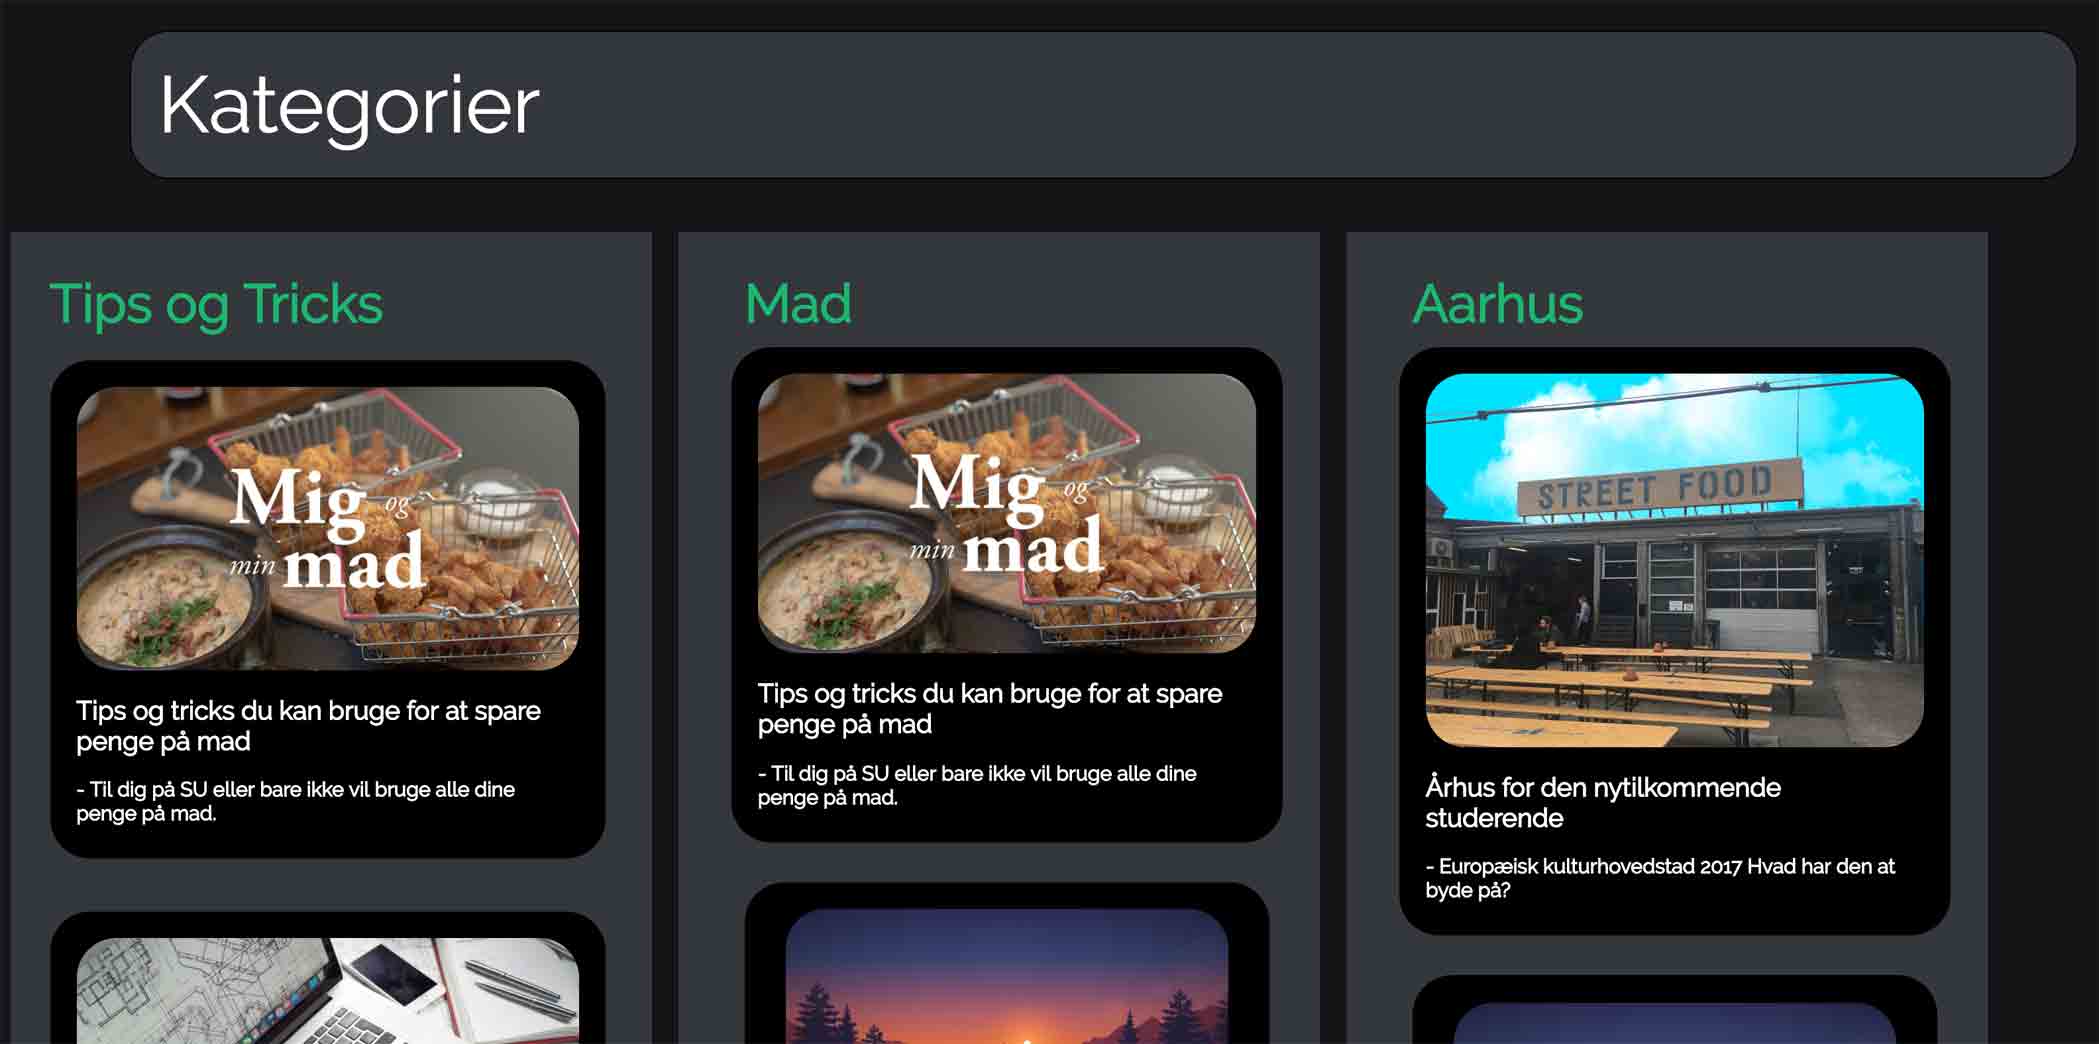 Kategorier
Tips og Tricks
Mig og
min mad
Tips og tricks du kan bruge for at spare
penge på mad
- Til dig på SU eller bare ikke vil bruge alle dine
penge på mad.
Mad
Mig og
min mad
Tips og tricks du kan bruge for at spare
penge på mad
- Til dig på SU eller bare ikke vil bruge alle dine
penge på mad.
Aarhus
STREET FOOD
Århus for den nytilkommende
studerende
- Europæisk kulturhovedstad 2017 Hvad har den at
byde på?